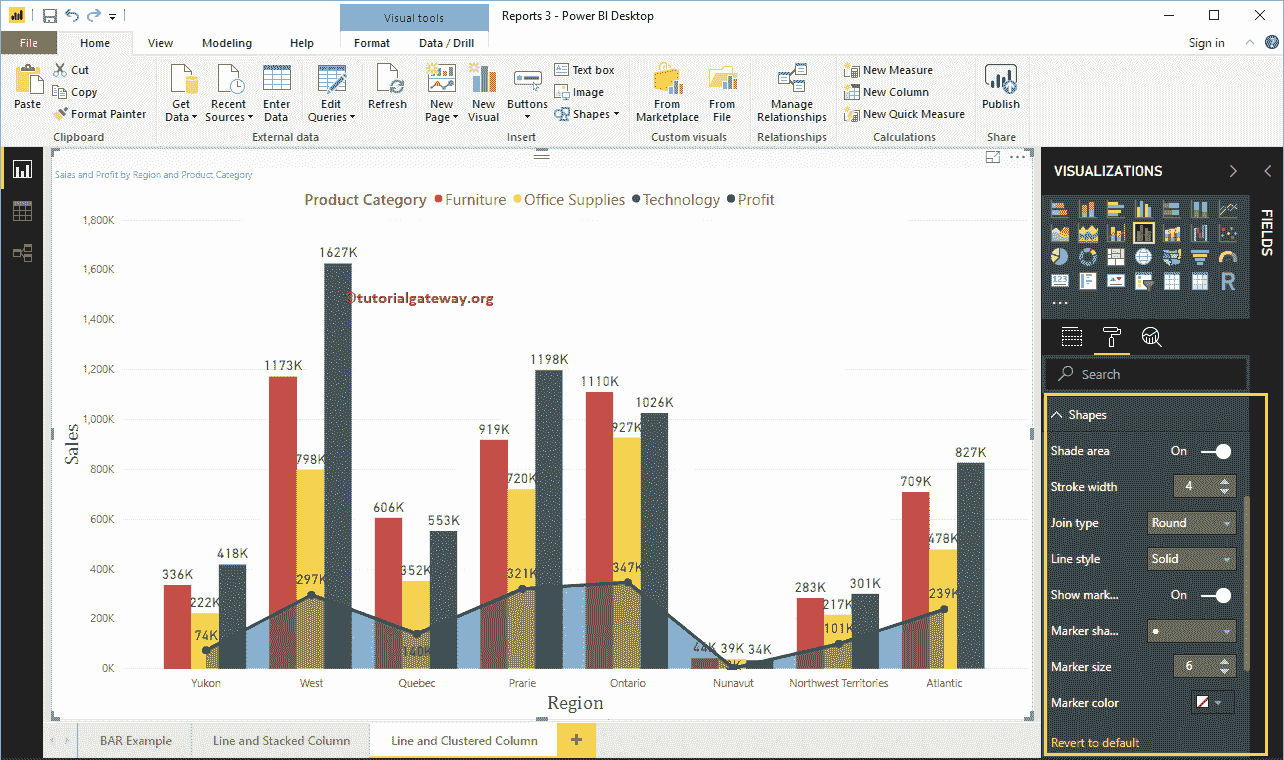 Visual tools
Reports 3 - Power BI Desktop
File Home View Modeling Help Format Data / Drill Sign in
Cut
Copy
Format Painter
Paste
Clipboard
Get Data
Recent Sources
Enter Data
Edit Queries
External data
Refresh
New Page
New Visual
Buttons
Text box
Image
Shapes
Insert
From Marketplace
From File
Custom visuals
Manage Relationships
Relationships
New Measure
New Column
New Quick Measure
Calculations
Publish
Share
Sales and Profit by Region and Product Category
Product Category Furniture Office Supplies Technology Profit
©tutorialgateway.org
Sales
1,800K
1,600K
1,400K
1,200K
1,000K
800K
600K
400K
200K
0K
336K 222K 418K 74K
1173K 798K 1627K 297K
606K 352K 553K 140K
919K 720K 1198K 321K
1110K 927K 1026K 347K
44K 39K 34K
283K 217K 301K 101K
709K 478K 827K 239K
Yukon West Quebec Prarie Ontario Nunavut Northwest Territories Atlantic
Region
BAR Example Line and Stacked Column Line and Clustered Column +
VISUALIZATIONS
FIELDS
123
R
Search
Shapes
Shade area On
Stroke width 4
Join type Round
Line style Solid
Show mark... On
Marker sha...
Marker size 6
Marker color
Revert to default